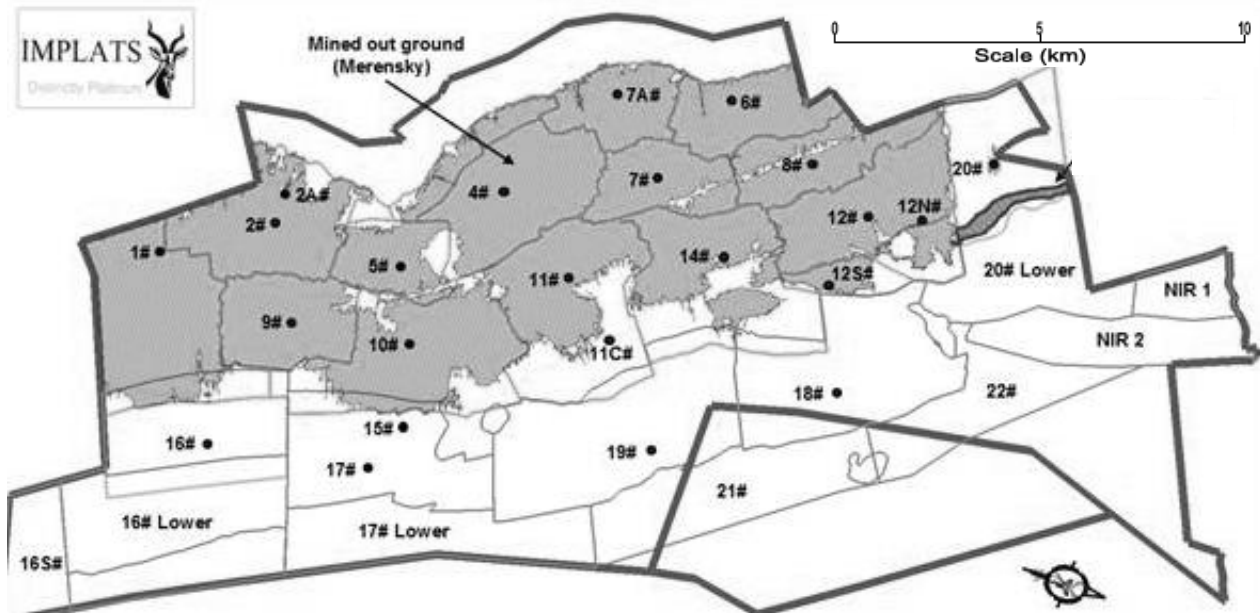 IMPLATS
Distinctly Platinum
Mined out ground
(Merensky)
0 5 10
Scale (km)
7A#
6#
8#
20#
4#
7#
2A#
2#
12#
12N#
1#
5#
14#
11#
12S#
20# Lower
NIR 1
9#
10#
11C#
NIR 2
18#
22#
16#
15#
17#
19#
21#
16# Lower
17# Lower
16S#